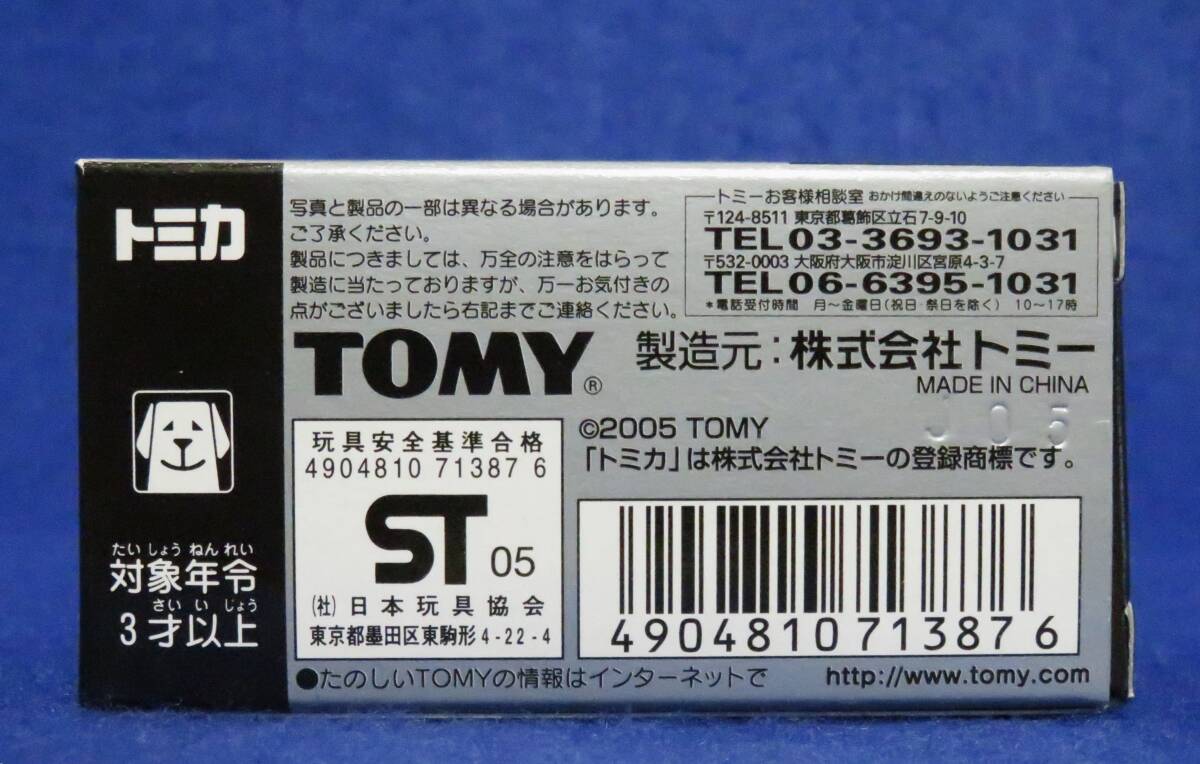 トミカ
たいしょうねんれい
対象年令
さいいじょう
3才以上
写真と製品の一部は異なる場合があります。
ご了承ください。
製品につきましては、万全の注意をはらって
製造に当たっておりますが、万一お気付きの
点がございましたら右記までご連絡ください。
トミーお客様相談室 おかけ間違えのないようご注意ください
〒124-8511 東京都葛飾区立石7-9-10
TEL 03-3693-1031
〒532-0003 大阪府大阪市淀川区宮原4-3-7
TEL 06-6395-1031
*電話受付時間 月~金曜日(祝日・祭日を除く) 10~17時
TOMY®
製造元:株式会社トミー
MADE IN CHINA
J05
©2005 TOMY
「トミカ」は株式会社トミーの登録商標です。
玩具安全基準合格
4904810 71387 6
ST 05
(社)日本玩具協会
東京都墨田区東駒形4-22-4
4904810713876
●たのしいTOMYの情報はインターネットで
http://www.tomy.com